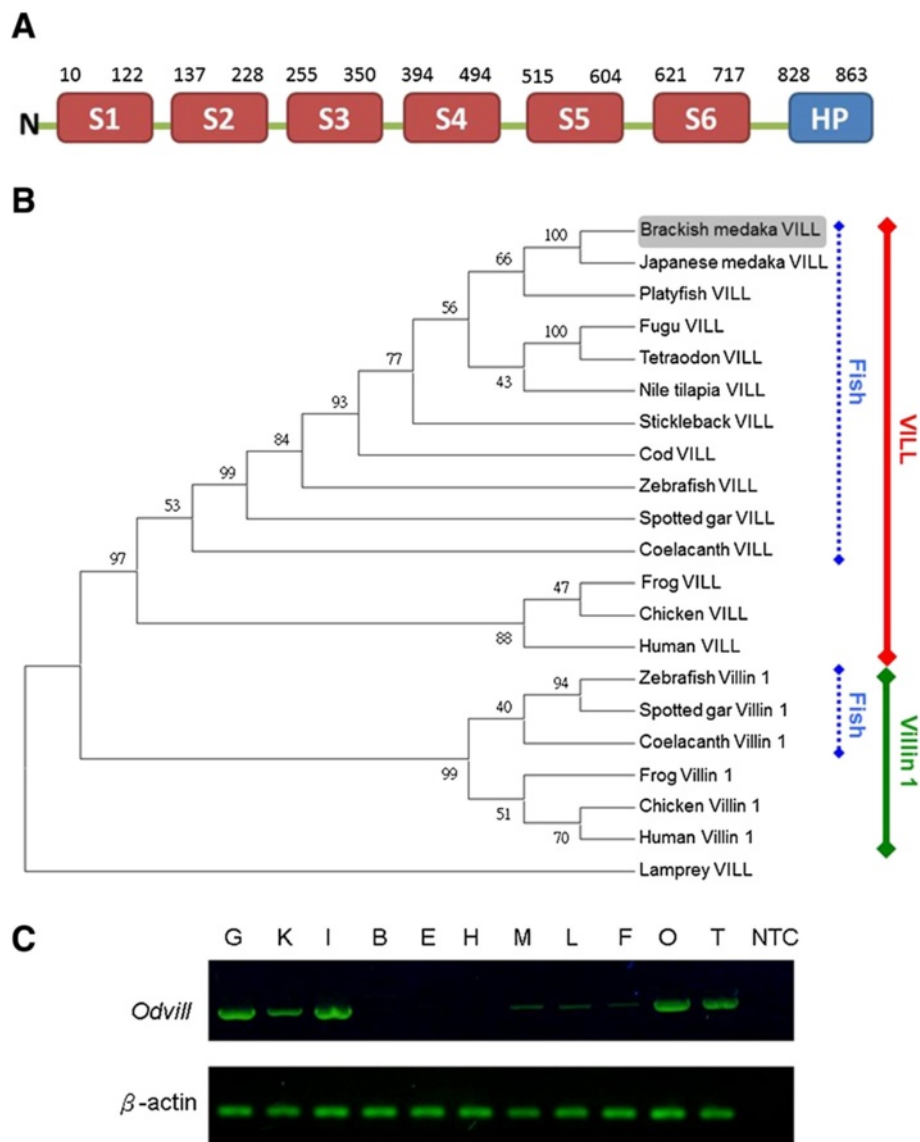 A
10 122 137 228 255 350 394 494 515 604 621 717 828 863
N S1 S2 S3 S4 S5 S6 HP
B
Brackish medaka VILL
100
Japanese medaka VILL
66
Platyfish VILL
56
Fugu VILL
100
Tetraodon VILL
77
43
Nile tilapia VILL
93
Stickleback VILL
84
Cod VILL
99
Zebrafish VILL
53
Spotted gar VILL
97
Coelacanth VILL
Frog VILL
47
Chicken VILL
88
Human VILL
Zebrafish Villin 1
94
40
Spotted gar Villin 1
Coelacanth Villin 1
99
Frog Villin 1
51
Chicken Villin 1
70
Human Villin 1
Lamprey VILL
Fish
VILL
Fish
Villin 1
C
G K I B E H M L F O T NTC
Odvill
β-actin